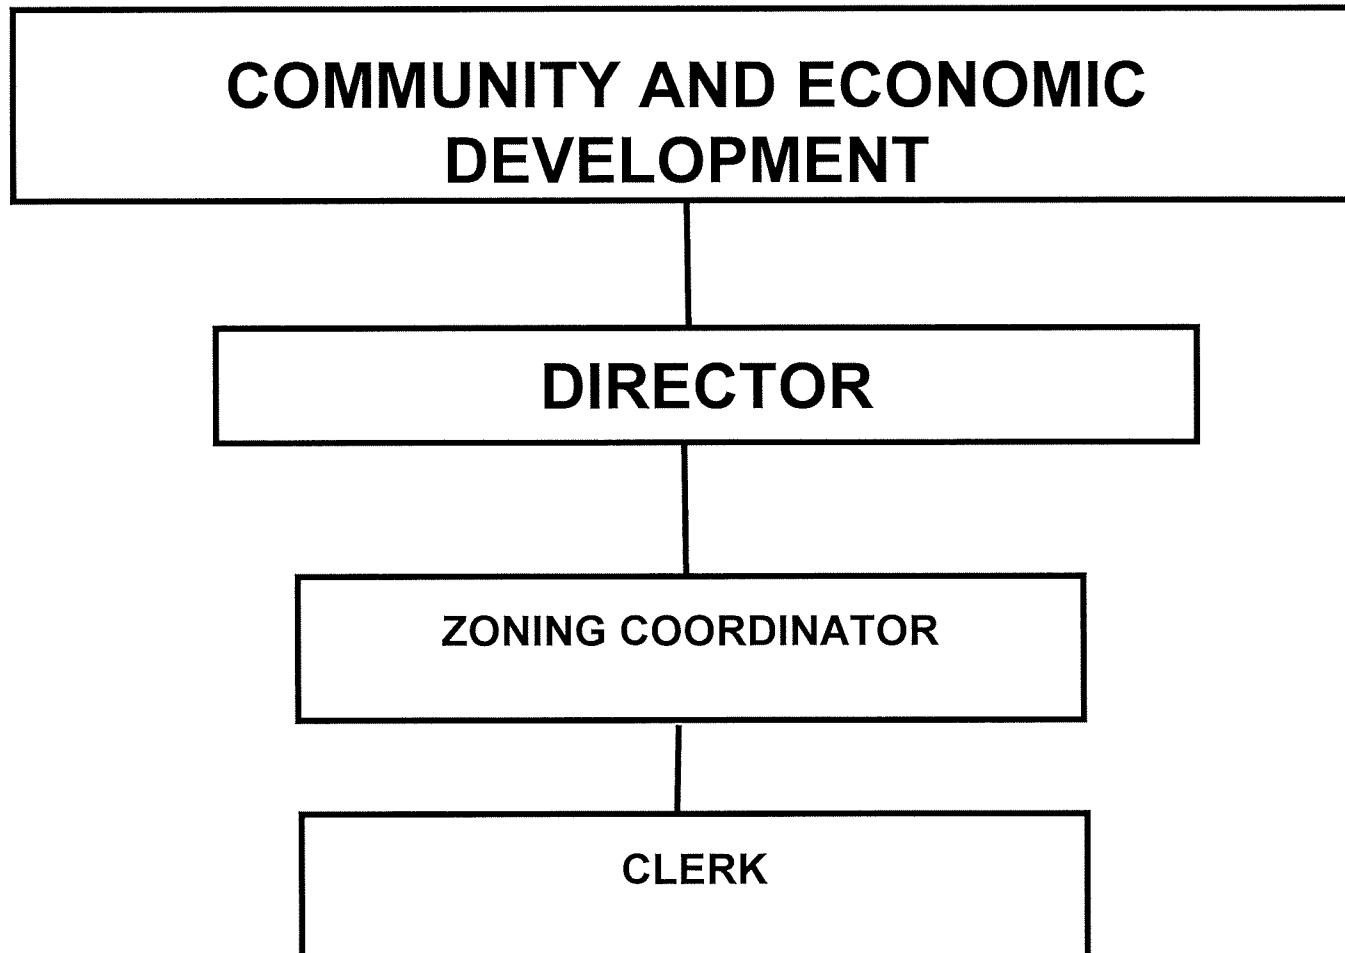 COMMUNITY AND ECONOMIC
DEVELOPMENT
DIRECTOR
ZONING COORDINATOR
CLERK